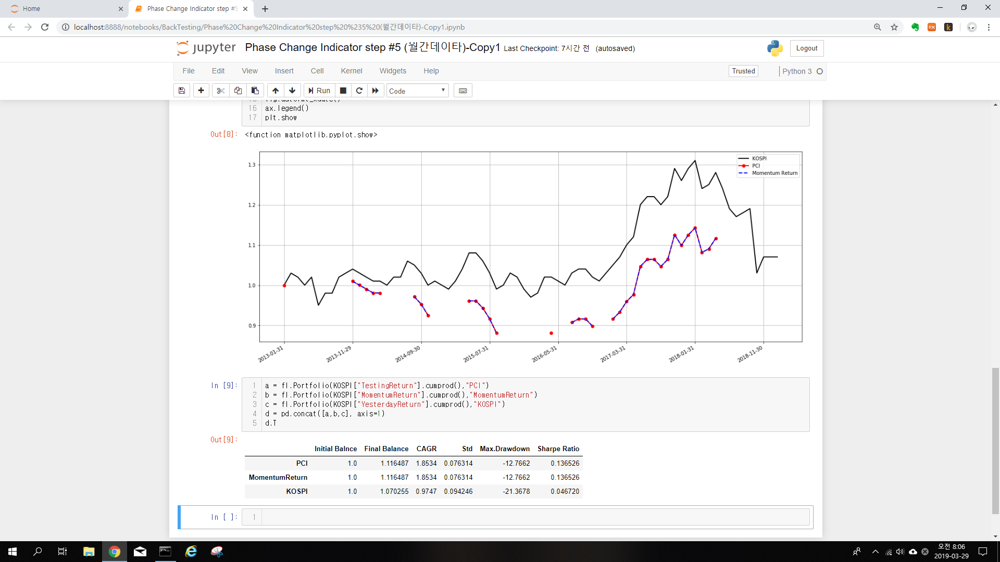 Home
Phase Change Indicator step #5
localhost:8888/notebooks/BackTesting/Phase%20Change%20Indicator%20step%20%235%20(월간데이타)-Copy1.ipynb
jupyter Phase Change Indicator step #5 (월간데이타)-Copy1 Last Checkpoint: 7시간 전 (autosaved)
Logout
File Edit View Insert Cell Kernel Widgets Help
Trusted
Python 3
Run
Code
16 ax.legend()
17 plt.show
Out[8]: <function matplotlib.pyplot.show>
KOSPI
PCI
Momentum Return
1.3
1.2
1.1
1.0
0.9
2013-01-31 2013-11-29 2014-09-30 2015-07-31 2016-05-31 2017-03-31 2018-01-31 2018-11-30
In [9]: 1 a = fl.Portfolio(KOSPI["TestingReturn"].cumprod(),"PCI")
2 b = fl.Portfolio(KOSPI["MomentumReturn"].cumprod(),"MomentumReturn")
3 c = fl.Portfolio(KOSPI["YesterdayReturn"].cumprod(),"KOSPI")
4 d = pd.concat([a,b,c], axis=1)
5 d.T
Out[9]:
Initial Balnce Final Balance CAGR Std Max.Drawdown Sharpe Ratio
PCI 1.0 1.116487 1.8534 0.076314 -12.7662 0.136526
MomentumReturn 1.0 1.116487 1.8534 0.076314 -12.7662 0.136526
KOSPI 1.0 1.070255 0.9747 0.094246 -21.3678 0.046720
In [ ]: 1
오전 8:06
2019-03-29